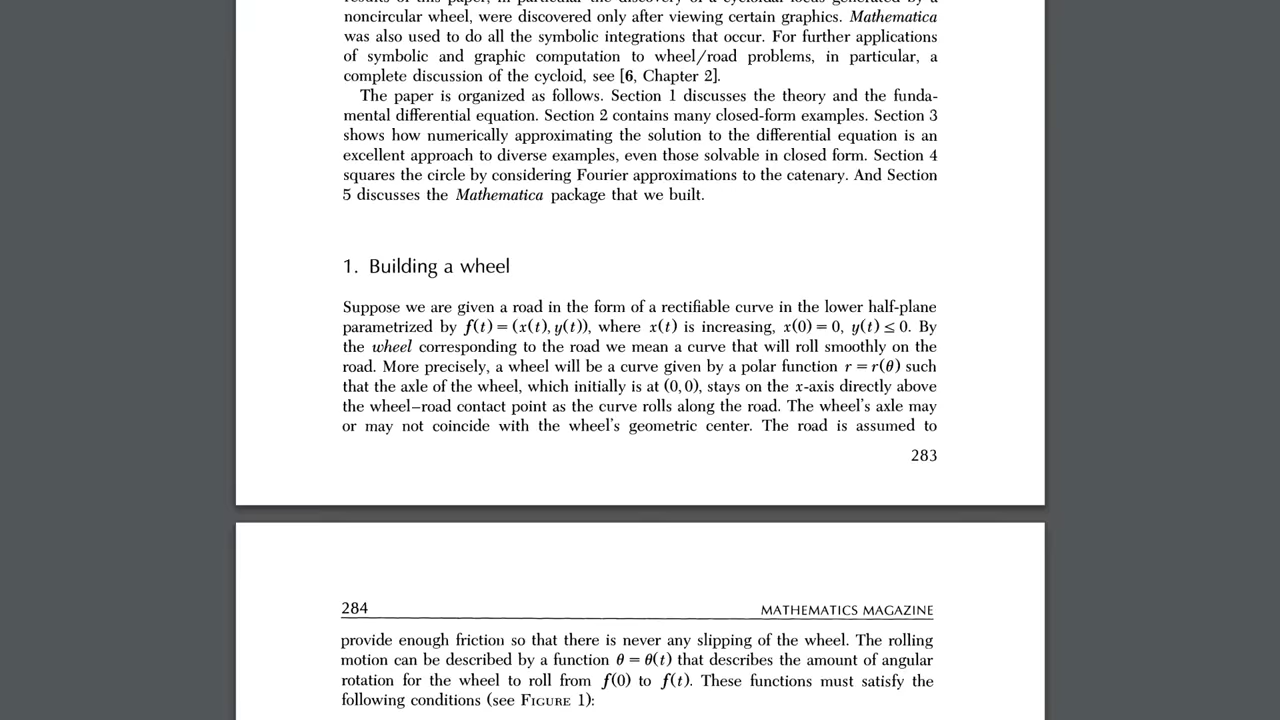 results of this paper, in particular the discovery of a cycloidal locus generated by a
noncircular wheel, were discovered only after viewing certain graphics. Mathematica
was also used to do all the symbolic integrations that occur. For further applications
of symbolic and graphic computation to wheel/road problems, in particular, a
complete discussion of the cycloid, see [6, Chapter 2].
The paper is organized as follows. Section 1 discusses the theory and the funda-
mental differential equation. Section 2 contains many closed-form examples. Section 3
shows how numerically approximating the solution to the differential equation is an
excellent approach to diverse examples, even those solvable in closed form. Section 4
squares the circle by considering Fourier approximations to the catenary. And Section
5 discusses the Mathematica package that we built.
1. Building a wheel
Suppose we are given a road in the form of a rectifiable curve in the lower half-plane
parametrized by f(t) = (x(t), y(t)), where x(t) is increasing, x(0) = 0, y(t) ≤ 0. By
the wheel corresponding to the road we mean a curve that will roll smoothly on the
road. More precisely, a wheel will be a curve given by a polar function r = r(θ) such
that the axle of the wheel, which initially is at (0,0), stays on the x-axis directly above
the wheel–road contact point as the curve rolls along the road. The wheel's axle may
or may not coincide with the wheel's geometric center. The road is assumed to
283
284 MATHEMATICS MAGAZINE
provide enough friction so that there is never any slipping of the wheel. The rolling
motion can be described by a function θ = θ(t) that describes the amount of angular
rotation for the wheel to roll from f(0) to f(t). These functions must satisfy the
following conditions (see FIGURE 1):